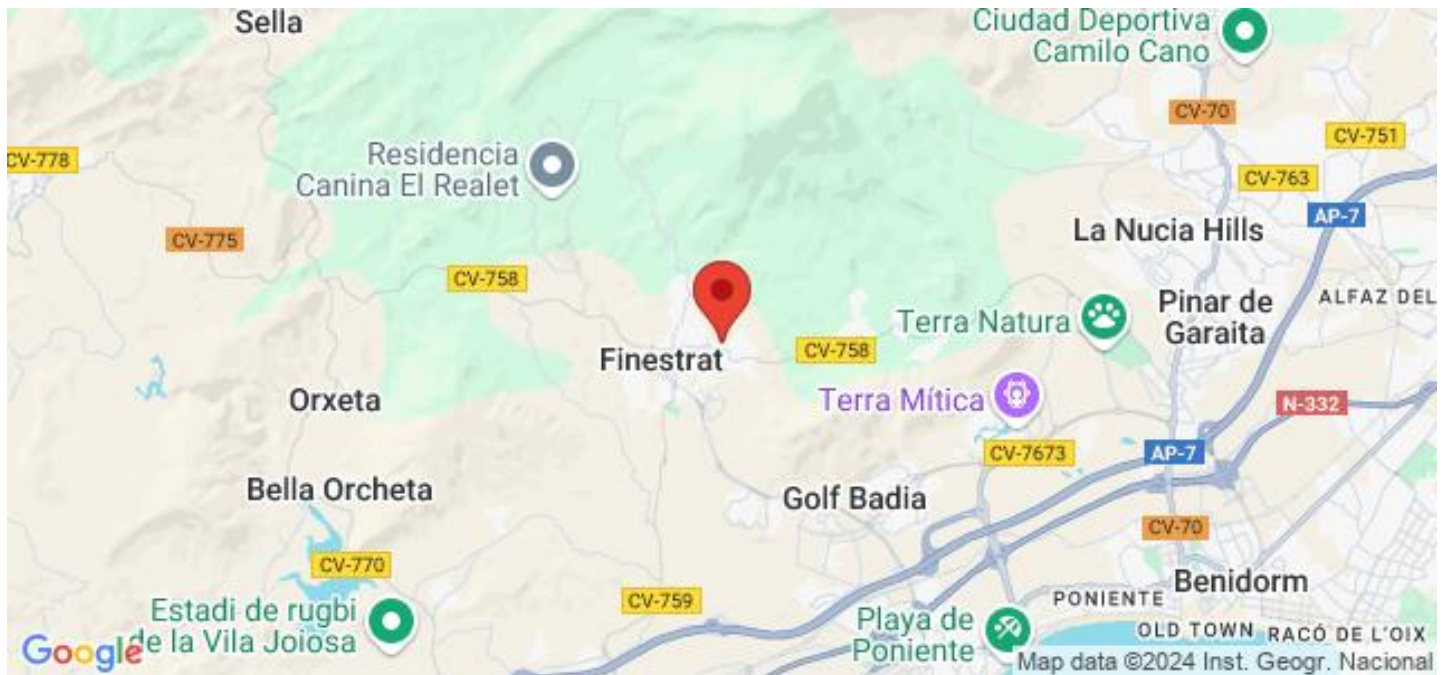 Sella
Ciudad Deportiva
Camilo Cano
CV-70
CV-751
CV-778
Residencia
Canina El Realet
CV-763
AP-7
CV-775
La Nucia Hills
CV-758
ALFAZ DEL
Pinar de
Garaita
Terra Natura
CV-758
Finestrat
Orxeta
Terra Mítica
N-332
CV-7673
AP-7
Bella Orcheta
Golf Badia
CV-70
CV-770
Benidorm
CV-759
PONIENTE
Estadi de rugbi
de la Vila Joiosa
Playa de
Poniente
OLD TOWN
RACÓ DE L'OIX
Google
Map data ©2024 Inst. Geogr. Nacional